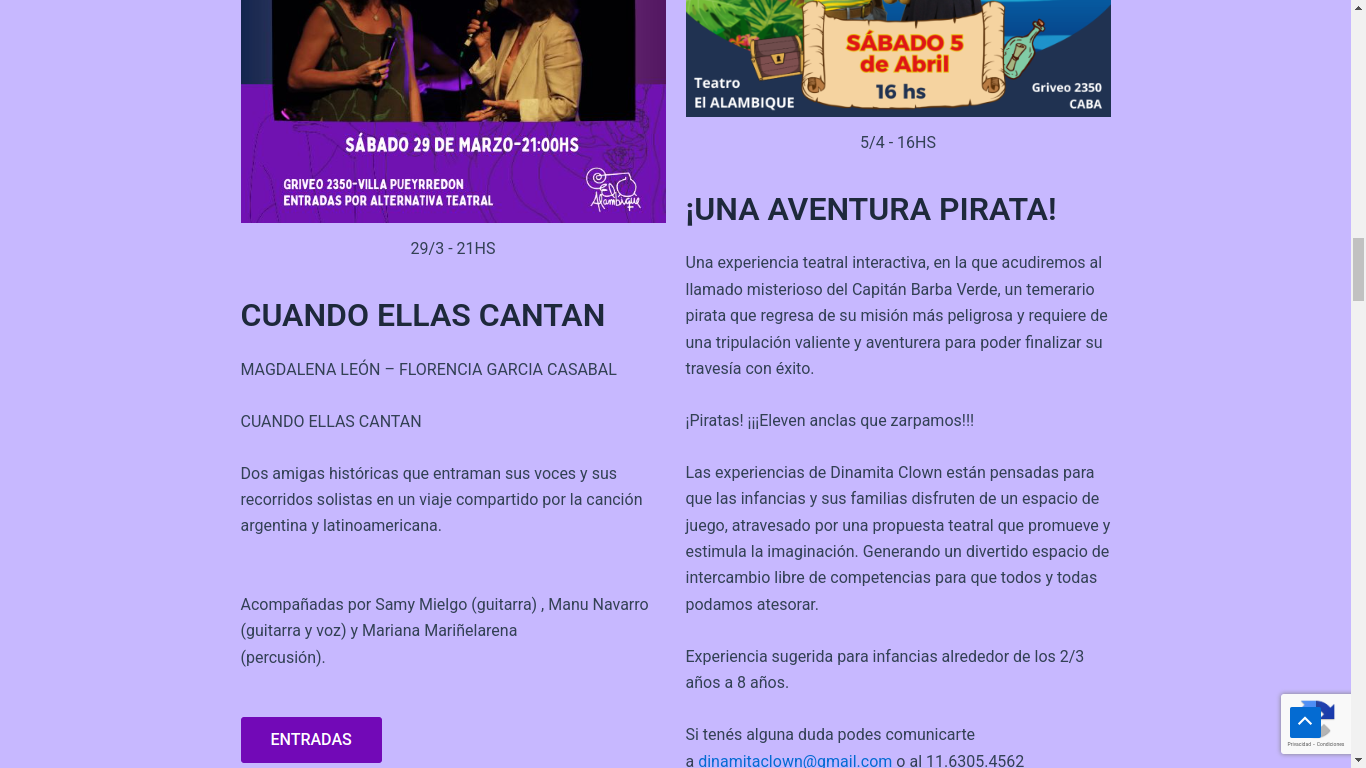 SÁBADO 29 DE MARZO-21:00HS
GRIVEO 2350-VILLA PUEYRREDON
ENTRADAS POR ALTERNATIVA TEATRAL
El Alambique
29/3 - 21HS
CUANDO ELLAS CANTAN
MAGDALENA LEÓN – FLORENCIA GARCIA CASABAL
CUANDO ELLAS CANTAN
Dos amigas históricas que entraman sus voces y sus
recorridos solistas en un viaje compartido por la canción
argentina y latinoamericana.
Acompañadas por Samy Mielgo (guitarra) , Manu Navarro
(guitarra y voz) y Mariana Mariñelarena
(percusión).
ENTRADAS
SÁBADO 5
de Abril
16 hs
Teatro
El ALAMBIQUE
Griveo 2350
CABA
5/4 - 16HS
¡UNA AVENTURA PIRATA!
Una experiencia teatral interactiva, en la que acudiremos al
llamado misterioso del Capitán Barba Verde, un temerario
pirata que regresa de su misión más peligrosa y requiere de
una tripulación valiente y aventurera para poder finalizar su
travesía con éxito.
¡Piratas! ¡¡¡Eleven anclas que zarpamos!!!
Las experiencias de Dinamita Clown están pensadas para
que las infancias y sus familias disfruten de un espacio de
juego, atravesado por una propuesta teatral que promueve y
estimula la imaginación. Generando un divertido espacio de
intercambio libre de competencias para que todos y todas
podamos atesorar.
Experiencia sugerida para infancias alrededor de los 2/3
años a 8 años.
Si tenés alguna duda podes comunicarte
a dinamitaclown@gmail.com o al 11.6305.4562
Privacidad - Condiciones